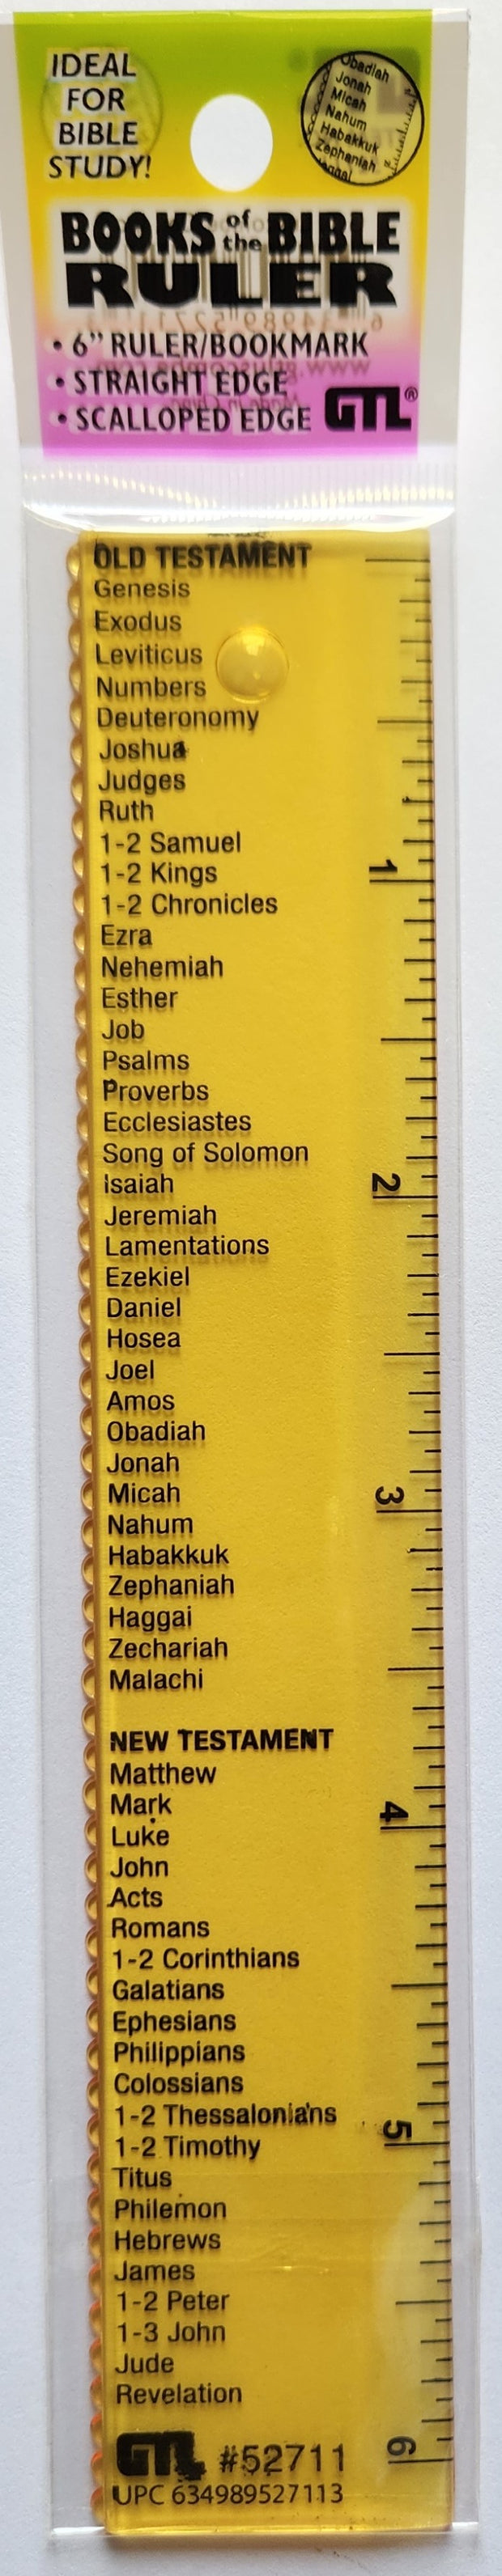 IDEAL
FOR
BIBLE
STUDY!
Obadiah
Jonah
Micah
Nahum
Habakkuk
Zephaniah
BOOKS of the BIBLE
RULER
• 6" RULER/BOOKMARK
• STRAIGHT EDGE
• SCALLOPED EDGE
GTL®
OLD TESTAMENT
Genesis
Exodus
Leviticus
Numbers
Deuteronomy
Joshua
Judges
Ruth
1-2 Samuel
1-2 Kings
1-2 Chronicles
Ezra
Nehemiah
Esther
Job
Psalms
Proverbs
Ecclesiastes
Song of Solomon
Isaiah
Jeremiah
Lamentations
Ezekiel
Daniel
Hosea
Joel
Amos
Obadiah
Jonah
Micah
Nahum
Habakkuk
Zephaniah
Haggai
Zechariah
Malachi
NEW TESTAMENT
Matthew
Mark
Luke
John
Acts
Romans
1-2 Corinthians
Galatians
Ephesians
Philippians
Colossians
1-2 Thessalonians
1-2 Timothy
Titus
Philemon
Hebrews
James
1-2 Peter
1-3 John
Jude
Revelation
GTL #52711
UPC 634989527113
1
2
3
4
5
6